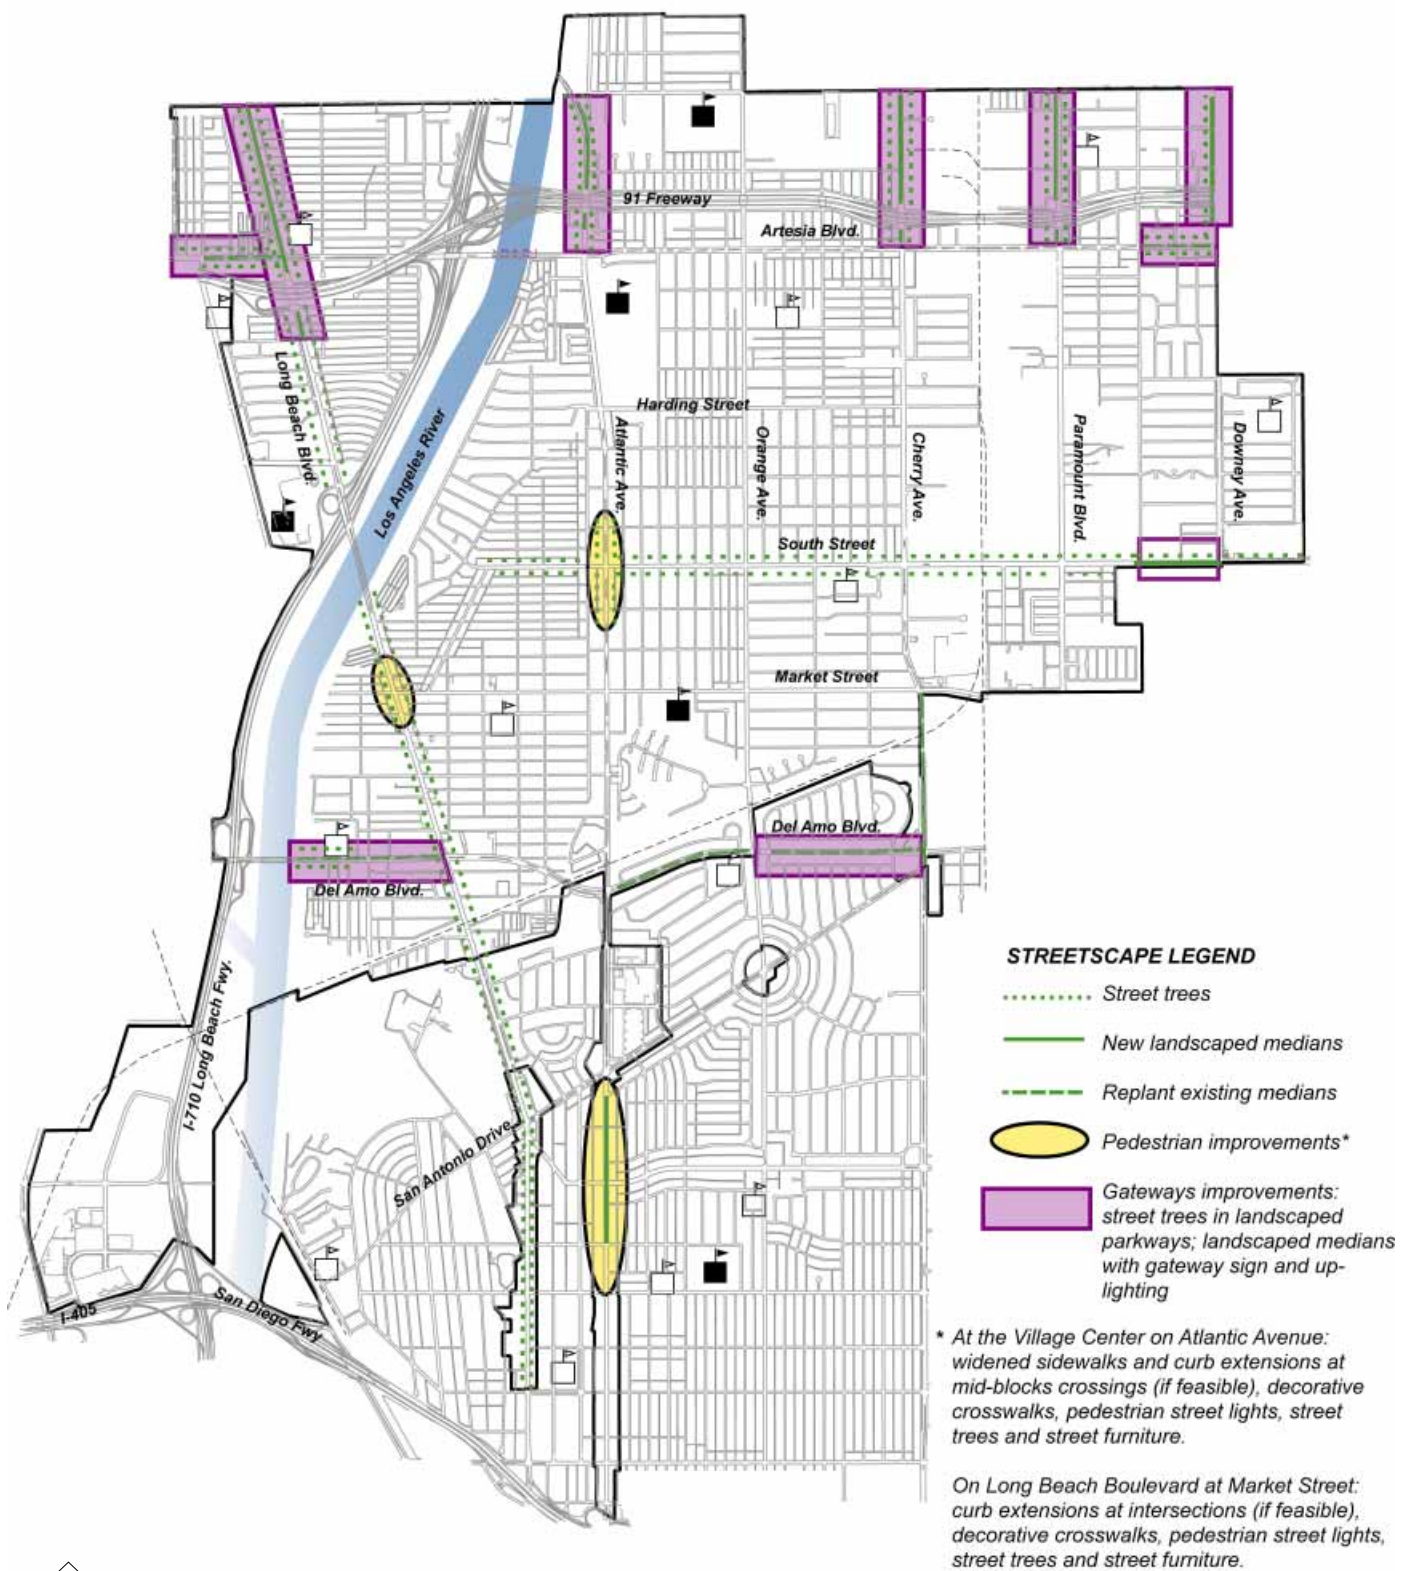 91 Freeway
Artesia Blvd.
Long Beach Blvd.
Los Angeles River
Harding Street
Atlantic Ave.
Orange Ave.
Cherry Ave.
Paramount Blvd.
Downey Ave.
South Street
Market Street
Del Amo Blvd.
Del Amo Blvd.
I-710 Long Beach Fwy.
San Antonio Drive
I-405
San Diego Fwy
STREETSCAPE LEGEND
Street trees
New landscaped medians
Replant existing medians
Pedestrian improvements*
Gateways improvements:
street trees in landscaped
parkways; landscaped medians
with gateway sign and up-
lighting
* At the Village Center on Atlantic Avenue:
widened sidewalks and curb extensions at
mid-blocks crossings (if feasible), decorative
crosswalks, pedestrian street lights, street
trees and street furniture.
On Long Beach Boulevard at Market Street:
curb extensions at intersections (if feasible),
decorative crosswalks, pedestrian street lights,
street trees and street furniture.